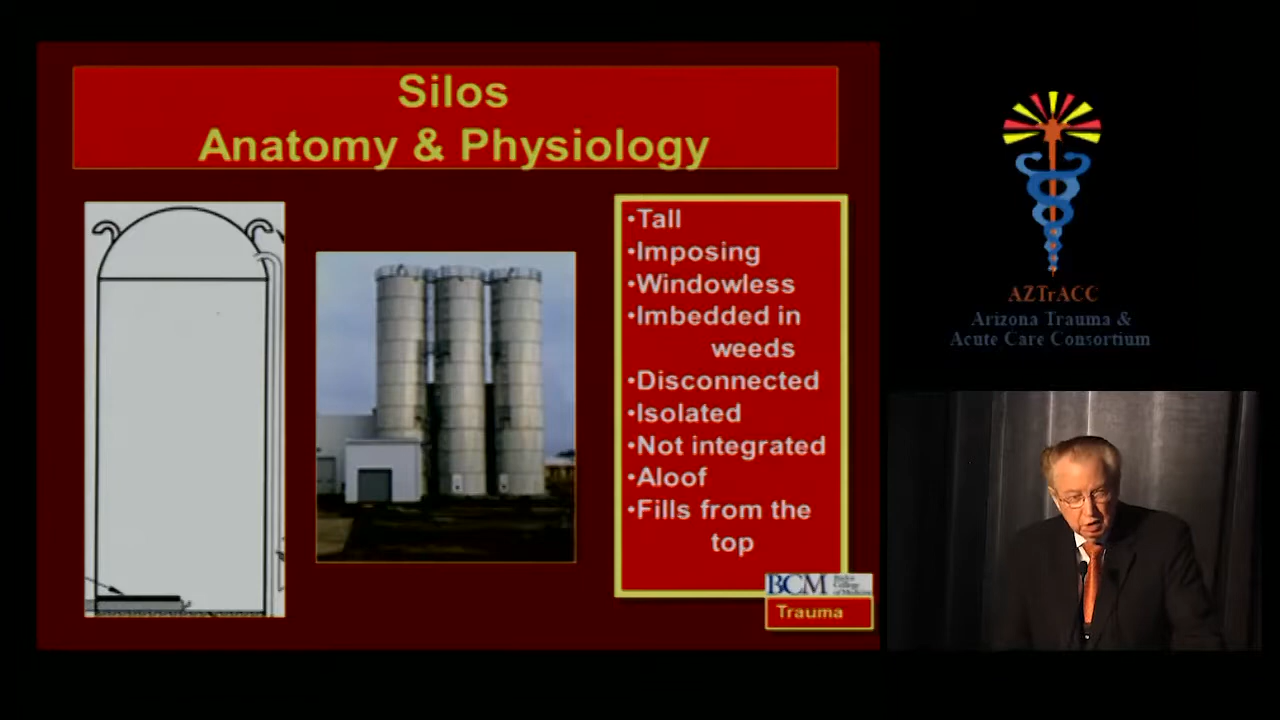 Silos
Anatomy & Physiology
•Tall
•Imposing
•Windowless
•Imbedded in
weeds
•Disconnected
•Isolated
•Not integrated
•Aloof
•Fills from the
top
BCM
Baylor
College
of Medicine
Trauma
AZTrACC
Arizona Trauma &
Acute Care Consortium